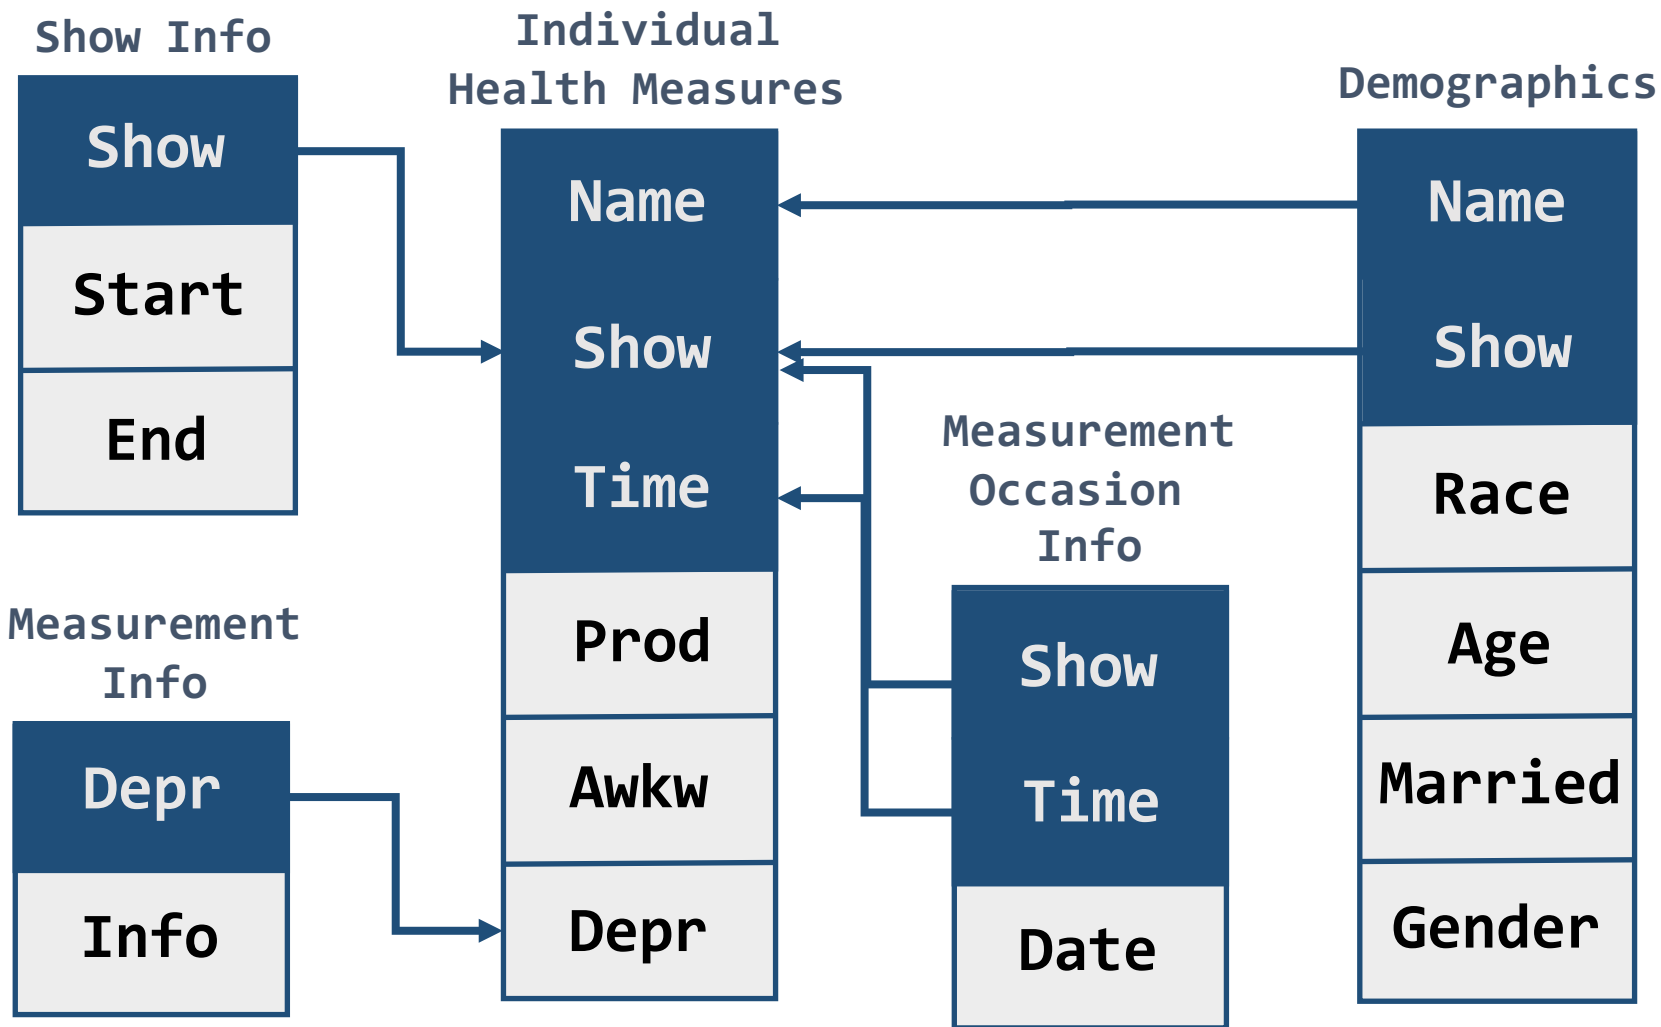 Show Info
Show
Start
End
Measurement
Info
Depr
Info
Individual
Health Measures
Name
Show
Time
Prod
Awkw
Depr
Measurement
Occasion
Info
Show
Time
Date
Demographics
Name
Show
Race
Age
Married
Gender